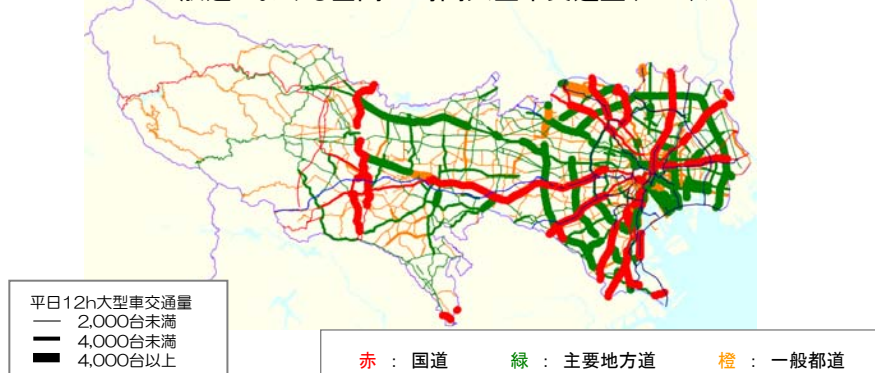 平日12h大型車交通量
2,000台未満
4,000台未満
4,000台以上
赤 : 国道 緑 : 主要地方道 橙 : 一般都道